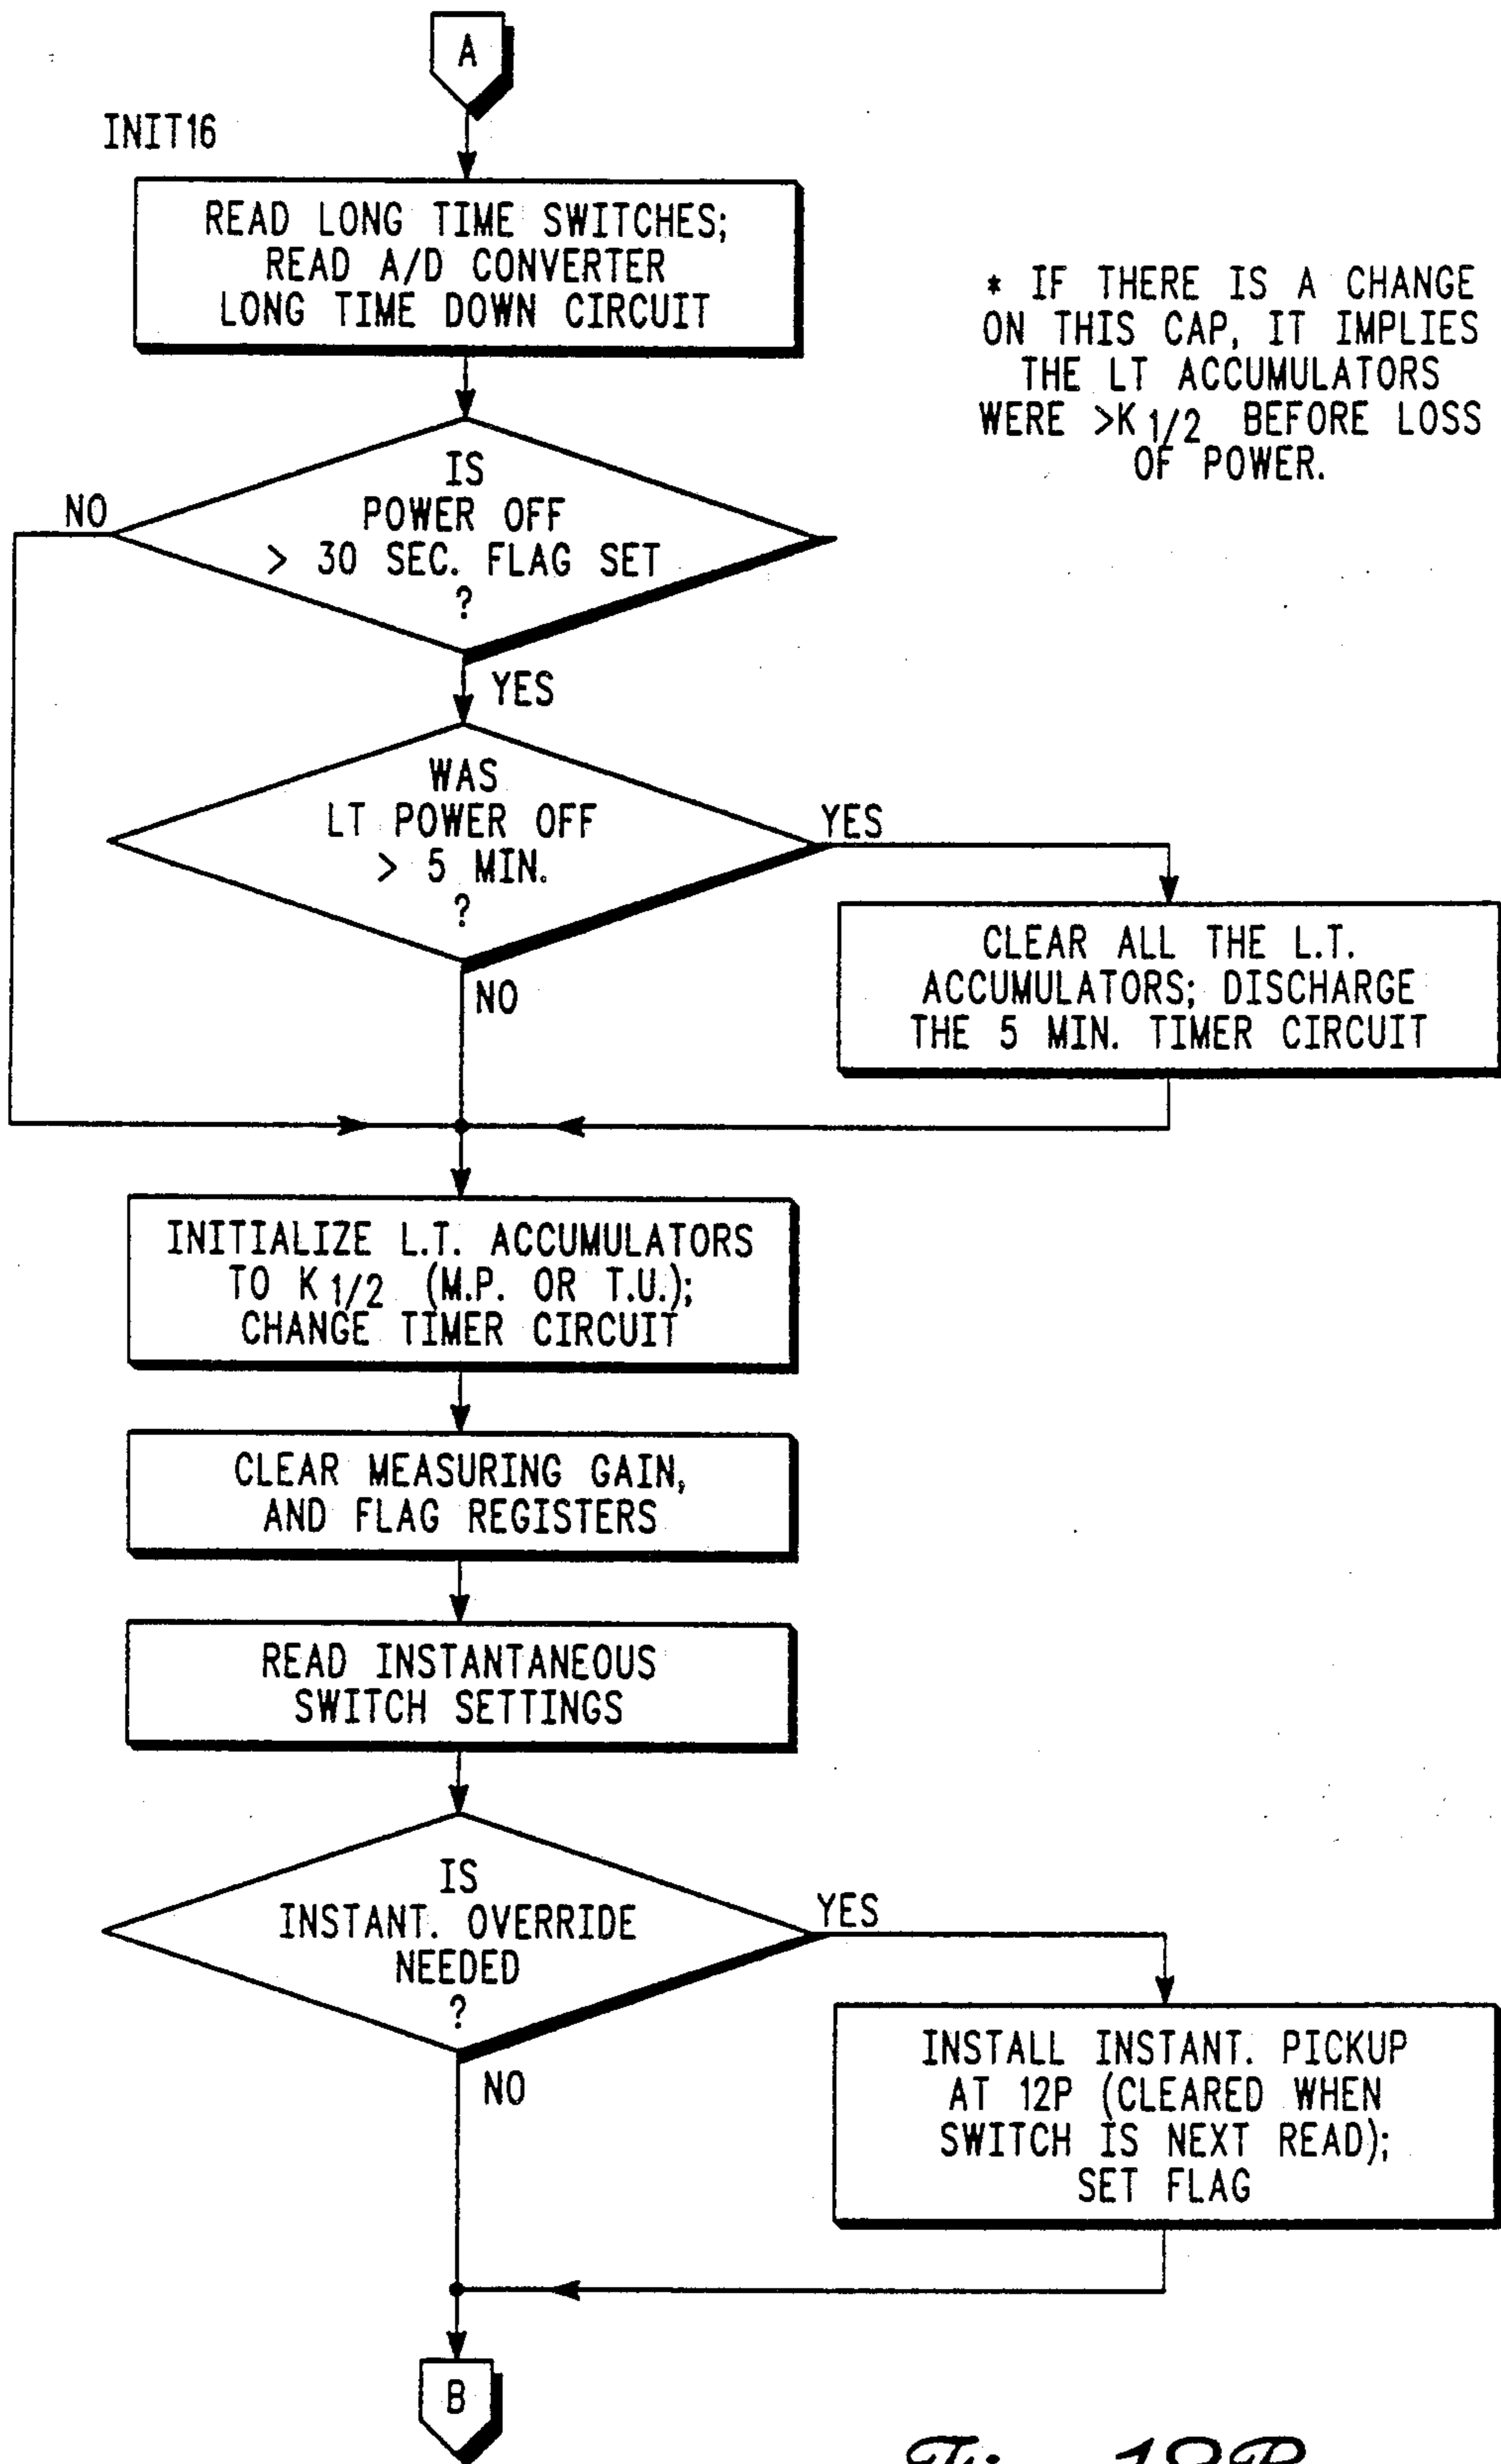 A
INIT16
READ LONG TIME SWITCHES;
READ A/D CONVERTER
LONG TIME DOWN CIRCUIT
* IF THERE IS A CHANGE
ON THIS CAP, IT IMPLIES
THE LT ACCUMULATORS
WERE >K 1/2 BEFORE LOSS
OF POWER.
IS
POWER OFF
> 30 SEC. FLAG SET
?
NO
YES
WAS
LT POWER OFF
> 5 MIN.
?
YES
NO
CLEAR ALL THE L.T.
ACCUMULATORS; DISCHARGE
THE 5 MIN. TIMER CIRCUIT
INITIALIZE L.T. ACCUMULATORS
TO K 1/2 (M.P. OR T.U.);
CHANGE TIMER CIRCUIT
CLEAR MEASURING GAIN,
AND FLAG REGISTERS
READ INSTANTANEOUS
SWITCH SETTINGS
IS
INSTANT. OVERRIDE
NEEDED
?
YES
NO
INSTALL INSTANT. PICKUP
AT 12P (CLEARED WHEN
SWITCH IS NEXT READ);
SET FLAG
B